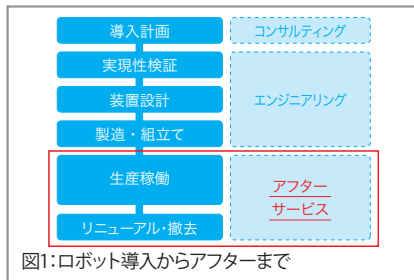 導入計画
コンサルティング
実現性検証
装置設計
エンジニアリング
製造・組立て
生産稼働
アフター
サービス
リニューアル・撤去
図1:ロボット導入からアフターまで